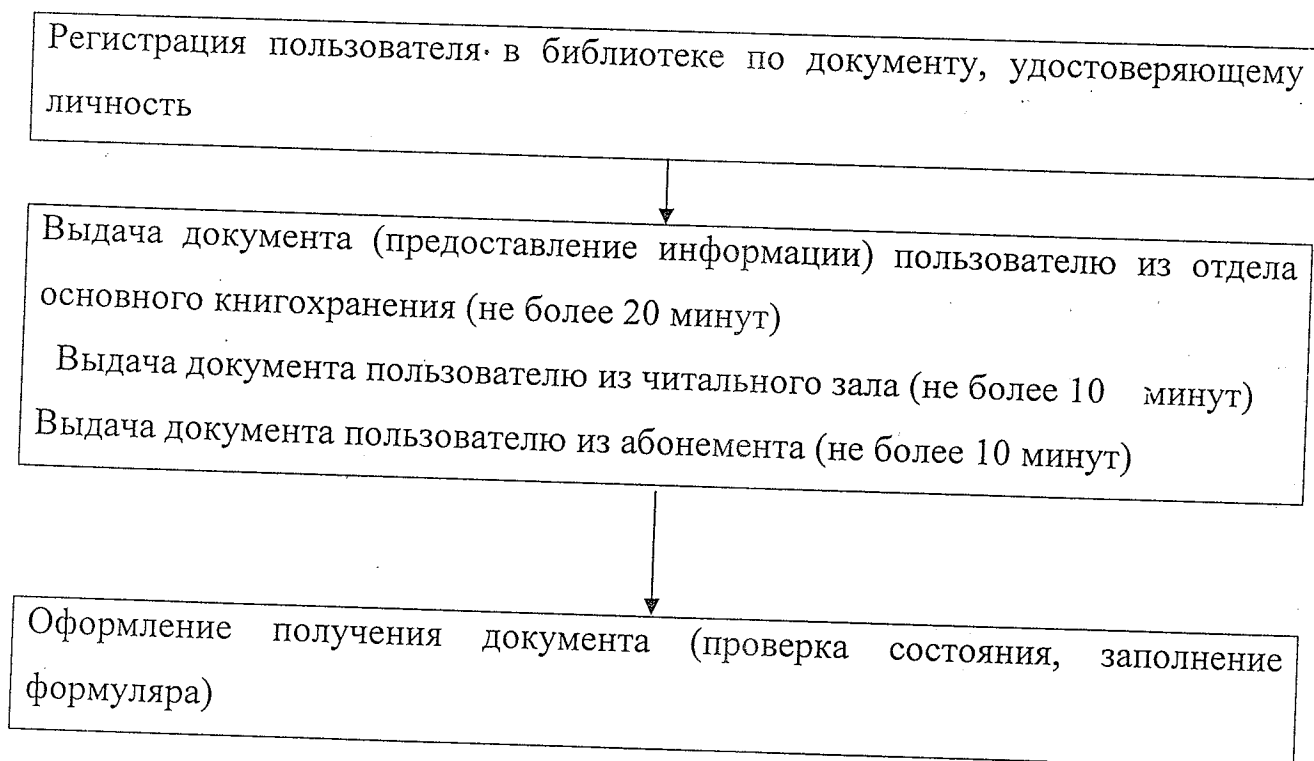 Регистрация пользователя в библиотеке по документу, удостоверяющему
личность
Выдача документа (предоставление информации) пользователю из отдела
основного книгохранения (не более 20 минут)
Выдача документа пользователю из читального зала (не более 10 минут)
Выдача документа пользователю из абонемента (не более 10 минут)
Оформление получения документа (проверка состояния, заполнение
формуляра)